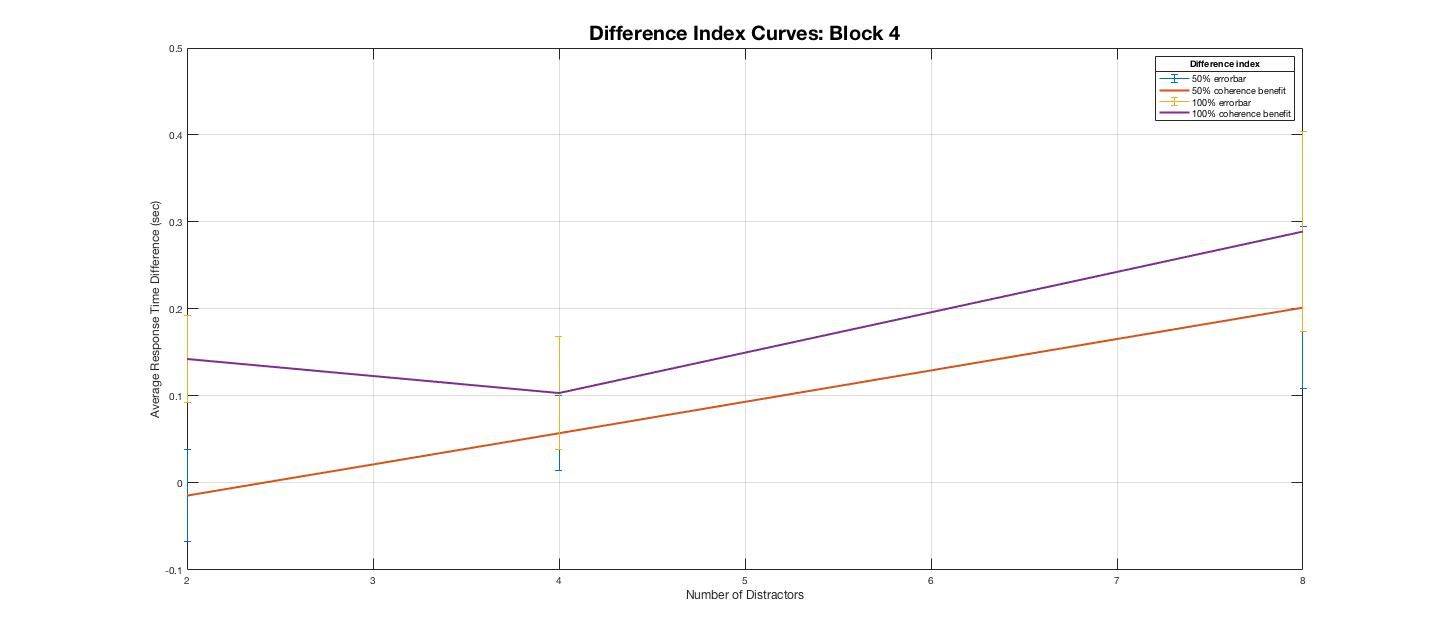 Difference Index Curves: Block 4
Difference index
50% errorbar
50% coherence benefit
100% errorbar
100% coherence benefit
Average Response Time Difference (sec)
0.5
0.4
0.3
0.2
0.1
0
-0.1
2 3 4 5 6 7 8
Number of Distractors